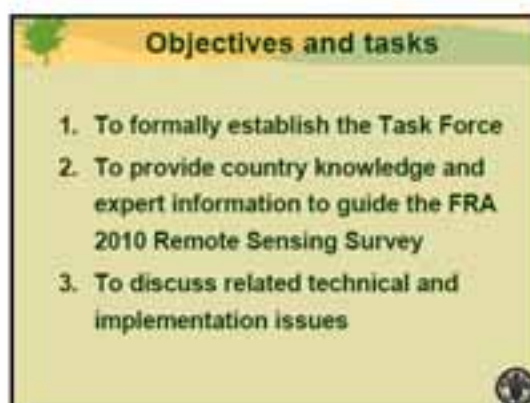 Objectives and tasks
1. To formally establish the Task Force
2. To provide country knowledge and
expert information to guide the FRA
2010 Remote Sensing Survey
3. To discuss related technical and
implementation issues